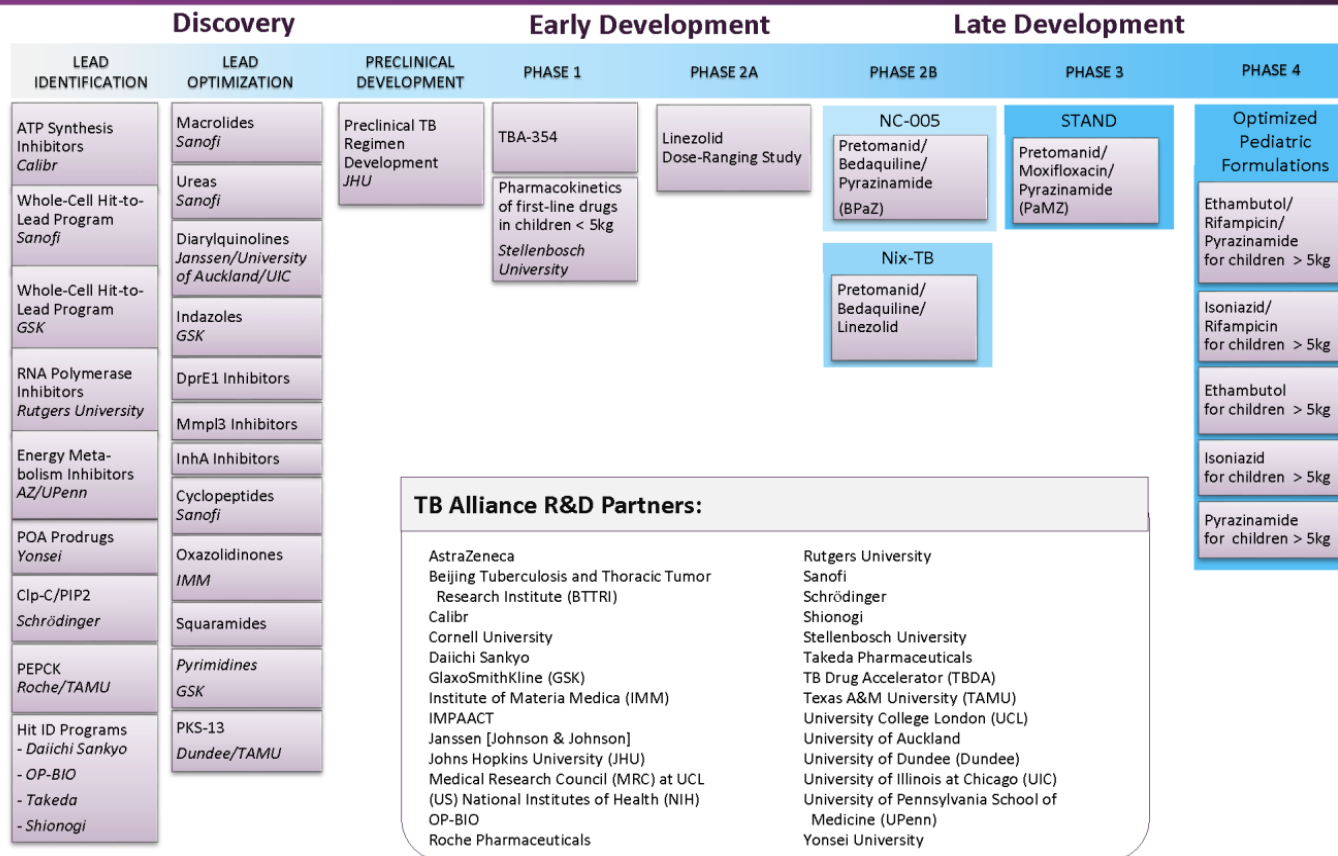 Discovery
Early Development
Late Development
LEAD
IDENTIFICATION
LEAD
OPTIMIZATION
PRECLINICAL
DEVELOPMENT
PHASE 1
PHASE 2A
PHASE 2B
PHASE 3
PHASE 4
ATP Synthesis
Inhibitors
Calibr
Whole-Cell Hit-to-
Lead Program
Sanofi
Whole-Cell Hit-to-
Lead Program
GSK
RNA Polymerase
Inhibitors
Rutgers University
Energy Meta-
bolism Inhibitors
AZ/UPenn
POA Prodrugs
Yonsei
Clp-C/PIP2
Schrödinger
PEPCK
Roche/TAMU
Hit ID Programs
- Daiichi Sankyo
- OP-BIO
- Takeda
- Shionogi
Macrolides
Sanofi
Ureas
Sanofi
Diarylquinolines
Janssen/University
of Auckland/UIC
Indazoles
GSK
DprE1 Inhibitors
Mmpl3 Inhibitors
InhA Inhibitors
Cyclopeptides
Sanofi
Oxazolidinones
IMM
Squaramides
Pyrimidines
GSK
PKS-13
Dundee/TAMU
Preclinical TB
Regimen
Development
JHU
TBA-354
Pharmacokinetics
of first-line drugs
in children < 5kg
Stellenbosch
University
Linezolid
Dose-Ranging Study
NC-005
Pretomanid/
Bedaquiline/
Pyrazinamide
(BPaZ)
Nix-TB
Pretomanid/
Bedaquiline/
Linezolid
STAND
Pretomanid/
Moxifloxacin/
Pyrazinamide
(PaMZ)
Optimized
Pediatric
Formulations
Ethambutol/
Rifampicin/
Pyrazinamide
for children > 5kg
Isoniazid/
Rifampicin
for children > 5kg
Ethambutol
for children > 5kg
Isoniazid
for children > 5kg
Pyrazinamide
for children > 5kg
TB Alliance R&D Partners:
AstraZeneca
Beijing Tuberculosis and Thoracic Tumor
Research Institute (BTTRI)
Calibr
Cornell University
Daiichi Sankyo
GlaxoSmithKline (GSK)
Institute of Materia Medica (IMM)
IMPAACT
Janssen [Johnson & Johnson]
Johns Hopkins University (JHU)
Medical Research Council (MRC) at UCL
(US) National Institutes of Health (NIH)
OP-BIO
Roche Pharmaceuticals
Rutgers University
Sanofi
Schrödinger
Shionogi
Stellenbosch University
Takeda Pharmaceuticals
TB Drug Accelerator (TBDA)
Texas A&M University (TAMU)
University College London (UCL)
University of Auckland
University of Dundee (Dundee)
University of Illinois at Chicago (UIC)
University of Pennsylvania School of
Medicine (UPenn)
Yonsei University